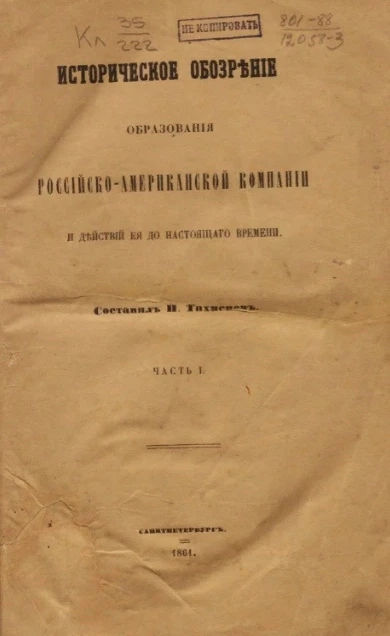 Кл 35/222
НЕ КОПИРОВАТЬ
801-88
12058-3
ИСТОРИЧЕСКОЕ ОБОЗРѢНІЕ
ОБРАЗОВАНІЯ
РОССІЙСКО-АМЕРИКАНСКОЙ КОМПАНІИ
И ДѢЙСТВІЙ ЕЯ ДО НАСТОЯЩАГО ВРЕМЕНИ.
Составилъ П. Тихменевъ.
ЧАСТЬ I.
САНКТПЕТЕРБУРГЪ.
1861.